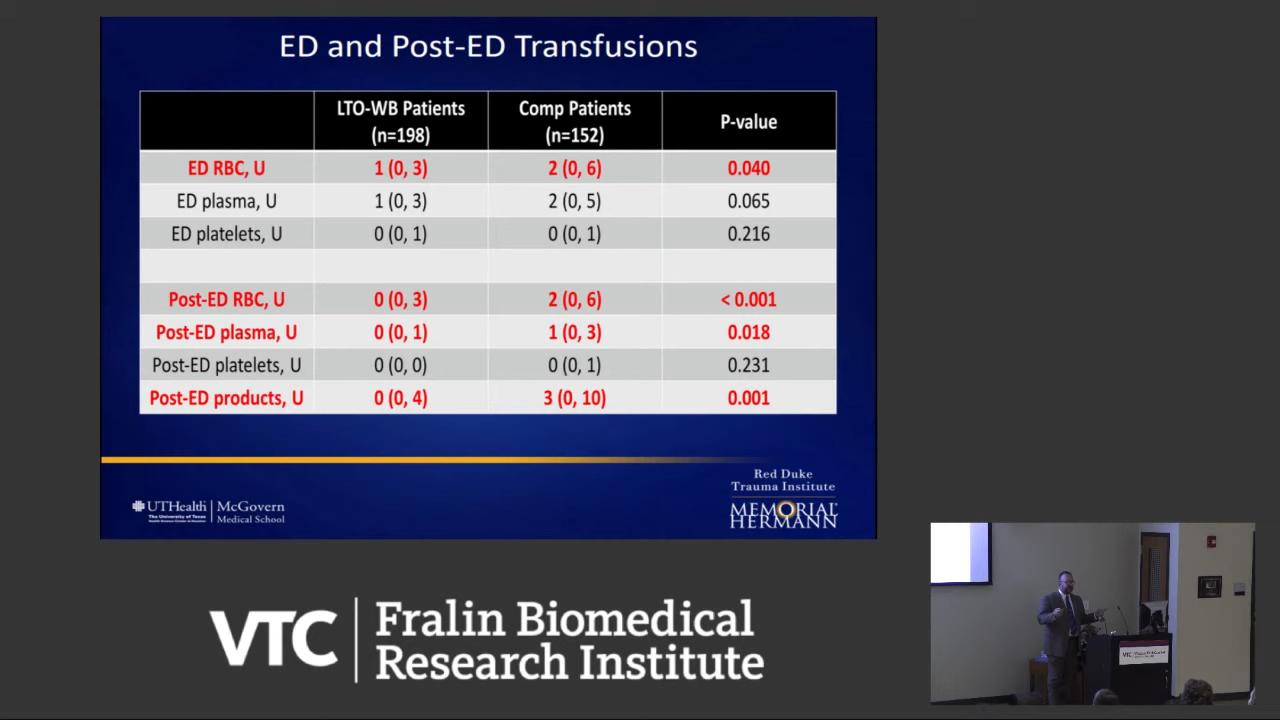 ED and Post-ED Transfusions
LTO-WB Patients (n=198) Comp Patients (n=152) P-value
ED RBC, U 1 (0, 3) 2 (0, 6) 0.040
ED plasma, U 1 (0, 3) 2 (0, 5) 0.065
ED platelets, U 0 (0, 1) 0 (0, 1) 0.216
Post-ED RBC, U 0 (0, 3) 2 (0, 6) < 0.001
Post-ED plasma, U 0 (0, 1) 1 (0, 3) 0.018
Post-ED platelets, U 0 (0, 0) 0 (0, 1) 0.231
Post-ED products, U 0 (0, 4) 3 (0, 10) 0.001
UTHealth McGovern
The University of Texas Medical School
Red Duke
Trauma Institute
MEMORIAL
HERMANN
VTC Fralin Biomedical
Research Institute
VTC